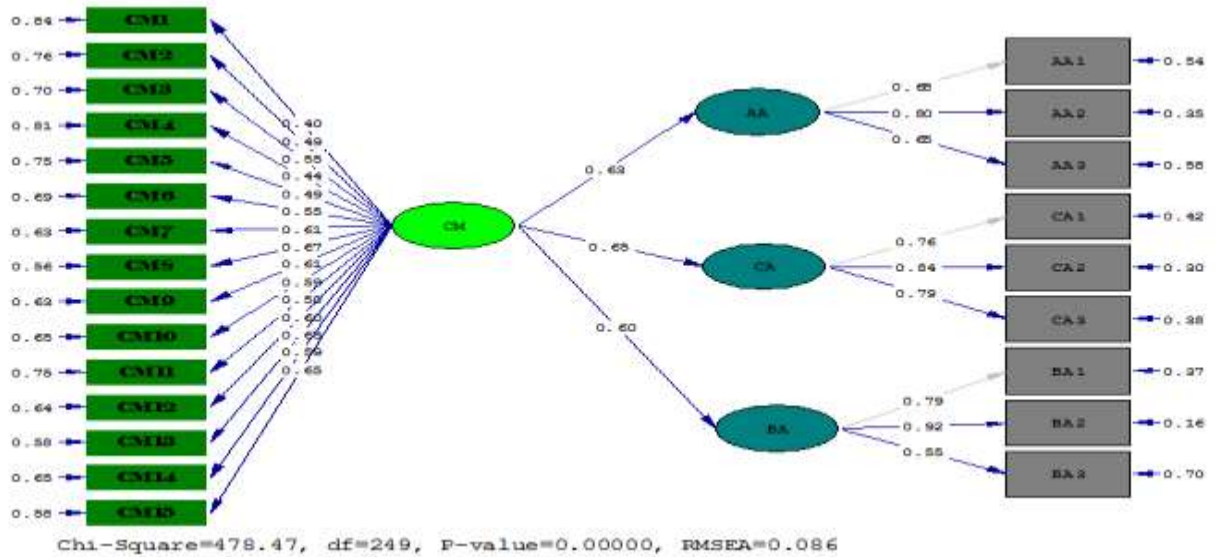 0.84 CM1
0.76 CM2
0.70 CM3
0.81 CM4
0.75 CM5
0.69 CM6
0.63 CM7
0.56 CM8
0.63 CM9
0.65 CM10
0.75 CM11
0.64 CM12
0.58 CM13
0.65 CM14
0.58 CM15
0.40
0.49
0.55
0.44
0.49
0.55
0.61
0.67
0.61
0.59
0.50
0.60
0.65
0.59
0.65
CM
0.63
0.68
0.60
AA
CA
BA
0.68
0.80
0.65
0.76
0.84
0.79
0.79
0.92
0.55
AA1 0.54
AA2 0.35
AA3 0.58
CA1 0.42
CA2 0.30
CA3 0.38
BA1 0.37
BA2 0.16
BA3 0.70
Chi-Square=478.47, df=249, P-value=0.00000, RMSEA=0.086